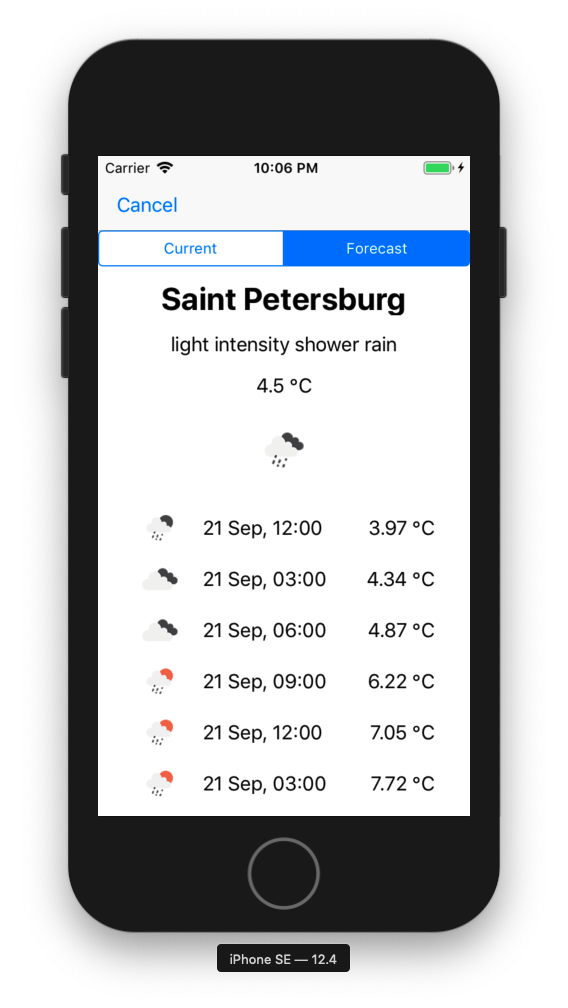 Carrier 10:06 PM
Cancel
Current Forecast
Saint Petersburg
light intensity shower rain
4.5 °C
21 Sep, 12:00 3.97 °C
21 Sep, 03:00 4.34 °C
21 Sep, 06:00 4.87 °C
21 Sep, 09:00 6.22 °C
21 Sep, 12:00 7.05 °C
21 Sep, 03:00 7.72 °C
iPhone SE — 12.4